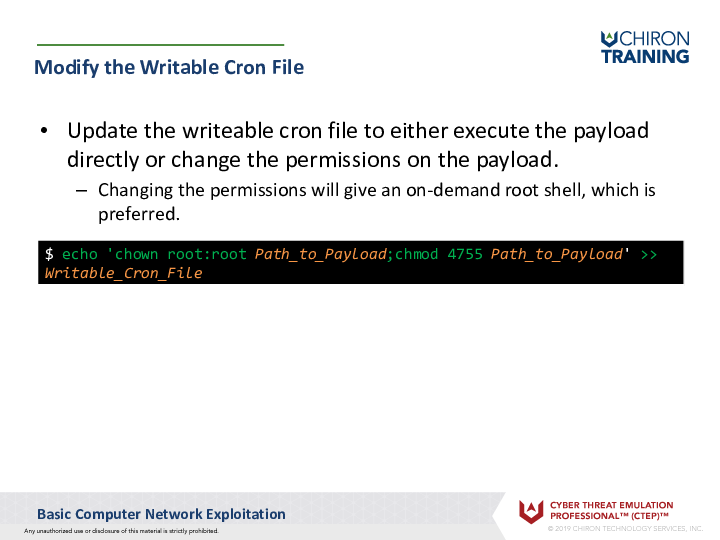 CHIRON
TRAINING
Modify the Writable Cron File
• Update the writeable cron file to either execute the payload
directly or change the permissions on the payload.
– Changing the permissions will give an on-demand root shell, which is
preferred.
$ echo 'chown root:root Path_to_Payload;chmod 4755 Path_to_Payload' >>
Writable_Cron_File
Basic Computer Network Exploitation
Any unauthorized use or disclosure of this material is strictly prohibited.
CYBER THREAT EMULATION
PROFESSIONAL™ (CTEP)™
© 2019 CHIRON TECHNOLOGY SERVICES, INC.